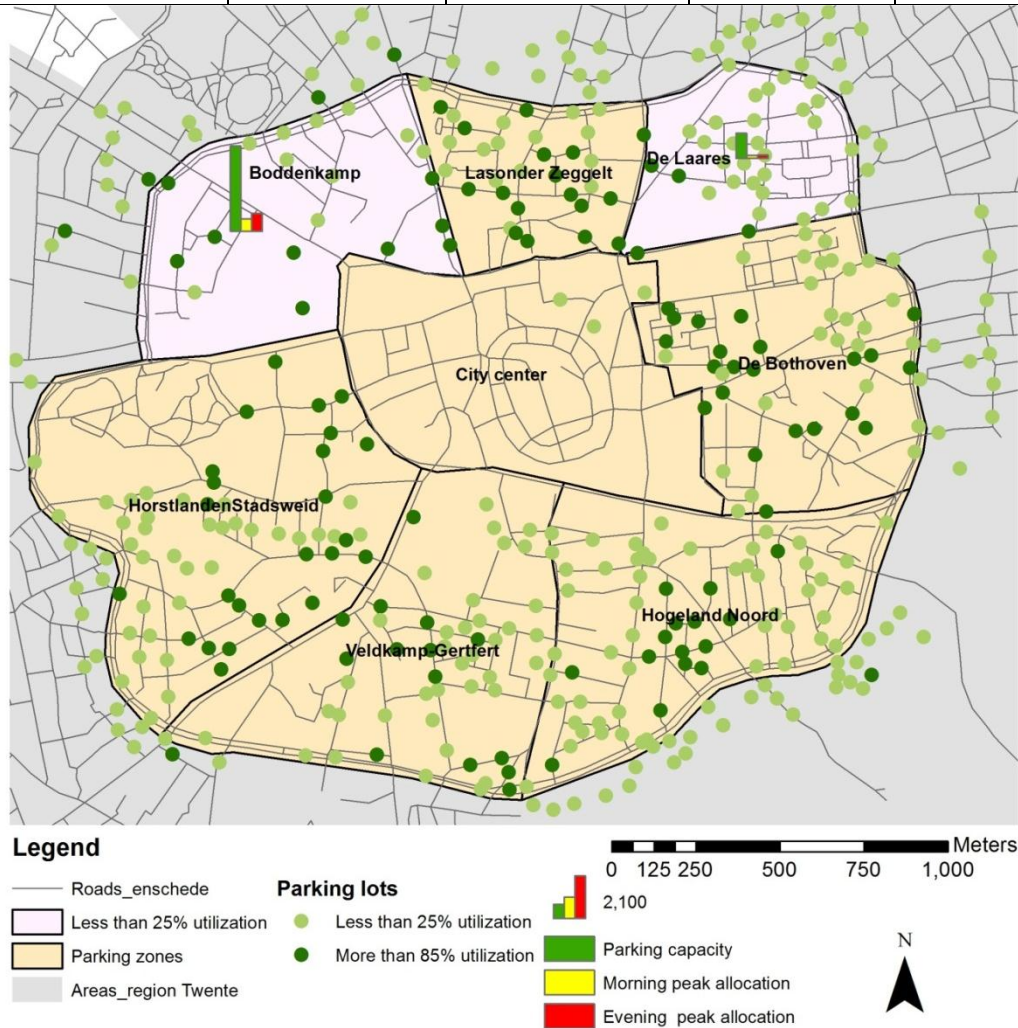 Boddenkamp
Lasonder Zeggelt
De Laares
City center
De Bothoven
HorstlandenStadsweid
Hogeland Noord
Veldkamp-Gertfert
Legend
Roads_enschede
Less than 25% utilization
Parking zones
Areas_region Twente
Parking lots
Less than 25% utilization
More than 85% utilization
Meters
0 125 250 500 750 1,000
2,100
Parking capacity
Morning peak allocation
Evening peak allocation
N